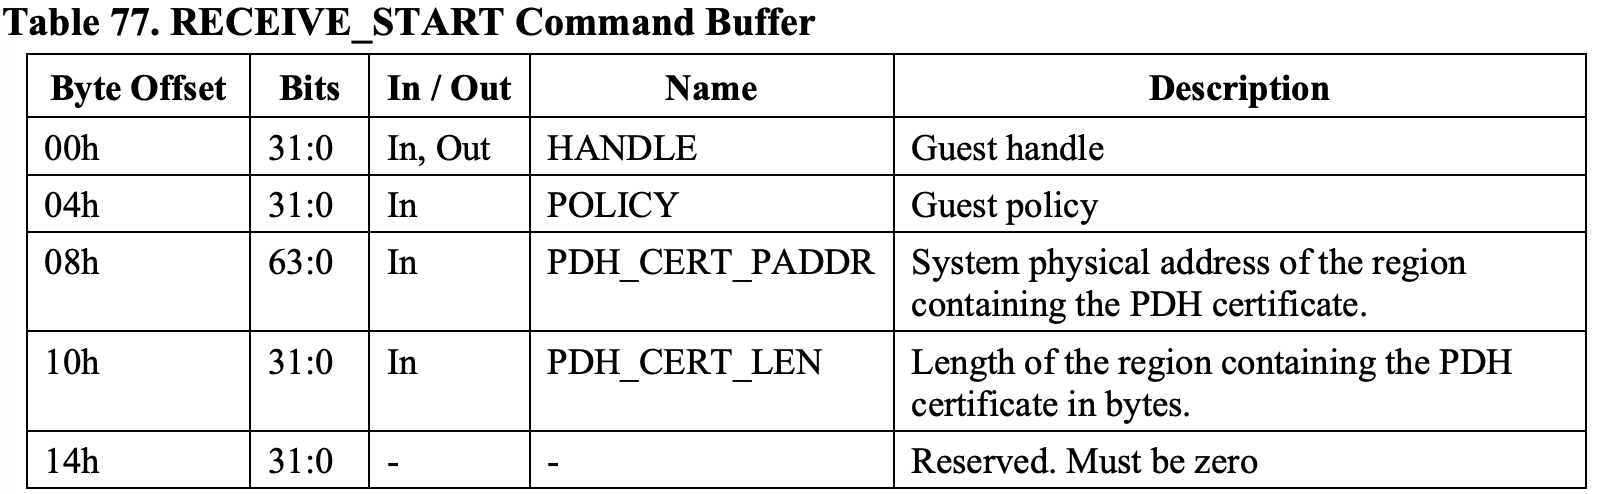 Table 77. RECEIVE_START Command Buffer
Byte Offset Bits In / Out Name Description
00h 31:0 In, Out HANDLE Guest handle
04h 31:0 In POLICY Guest policy
08h 63:0 In PDH_CERT_PADDR System physical address of the region
containing the PDH certificate.
10h 31:0 In PDH_CERT_LEN Length of the region containing the PDH
certificate in bytes.
14h 31:0 - - Reserved. Must be zero